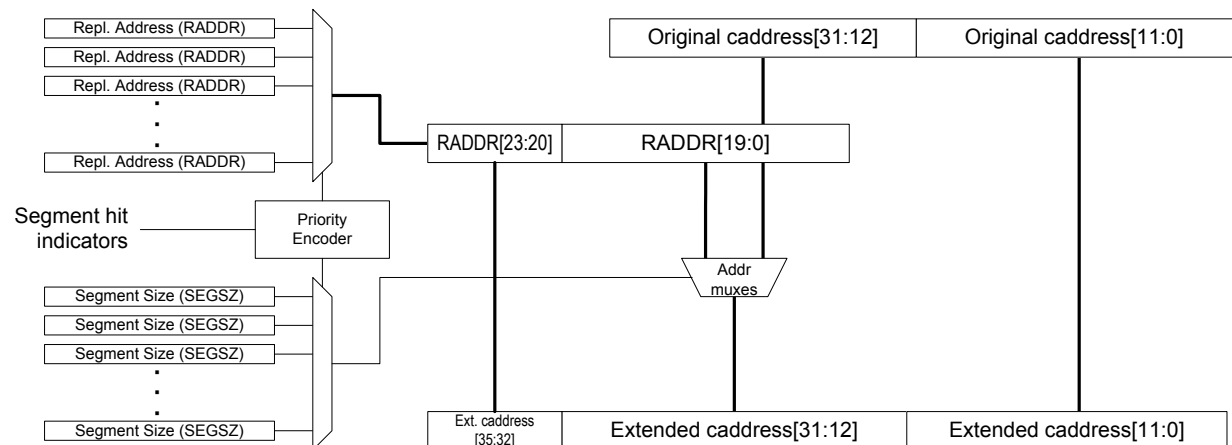 Repl. Address (RADDR)
Repl. Address (RADDR)
Repl. Address (RADDR)
.
.
.
Repl. Address (RADDR)
Original caddress[31:12]
Original caddress[11:0]
RADDR[23:20]
RADDR[19:0]
Segment hit
indicators
Priority
Encoder
Addr
muxes
Segment Size (SEGSZ)
Segment Size (SEGSZ)
Segment Size (SEGSZ)
.
.
.
Segment Size (SEGSZ)
Ext. caddress
[35:32]
Extended caddress[31:12]
Extended caddress[11:0]